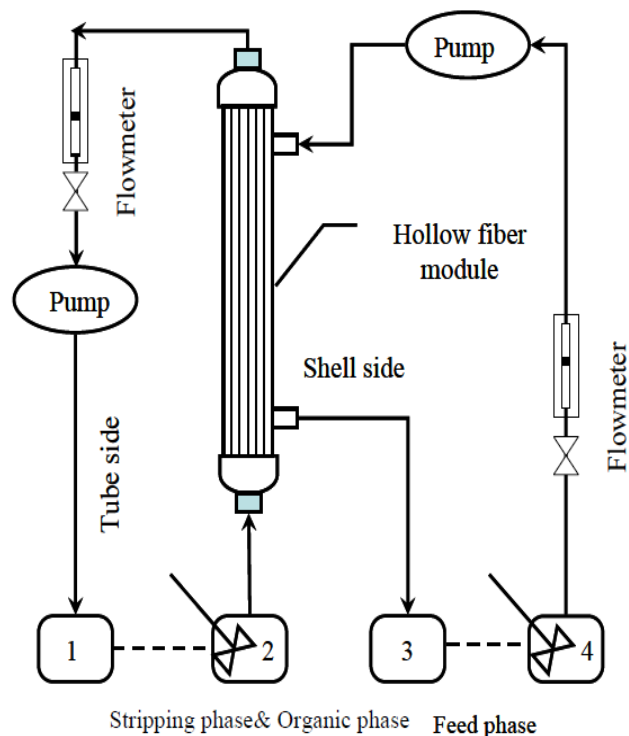 Pump
Flowmeter
Hollow fiber
module
Pump
Shell side
Flowmeter
Tube side
1
2
3
4
Stripping phase& Organic phase
Feed phase